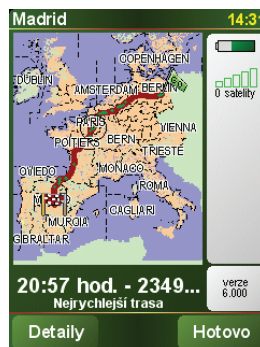 Madrid 14:3
COPENHAGEN
DUBLIN
AMSTERDAM BERLIN
PARIS
VIENNA
POITIERS BERN
TRIESTE
OVIEDO MONACO
ROMA
CAGLIARI
MURCIA
GIBRALTAR
0 satelity
20:57 hod. - 2349...
Nejrychlejší trasa
verze
6.000
Detaily Hotovo